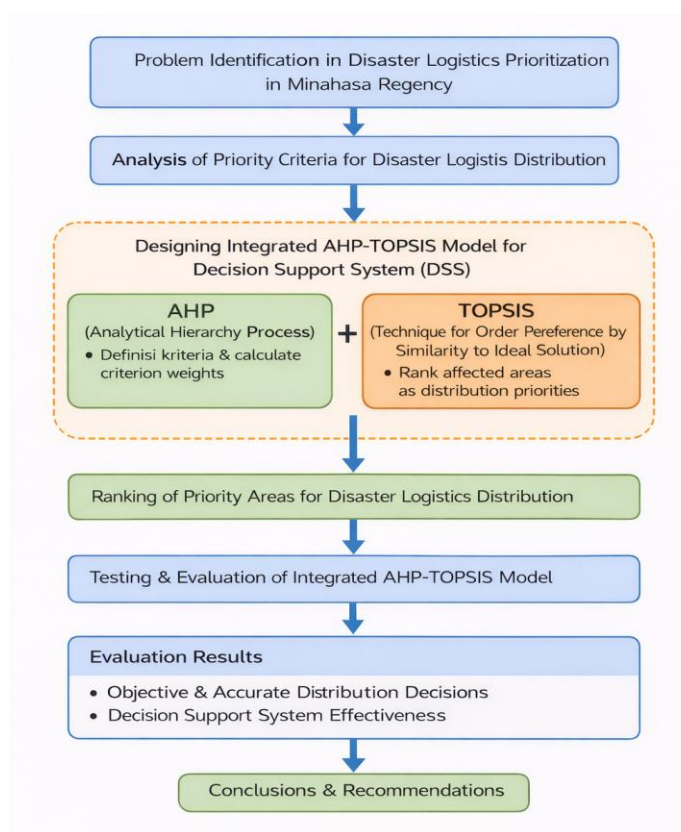 Problem Identification in Disaster Logistics Prioritization
in Minahasa Regency
Analysis of Priority Criteria for Disaster Logistis Distribution
Designing Integrated AHP-TOPSIS Model for
Decision Support System (DSS)
AHP
(Analytical Hierarchy Process)
• Definisi kriteria & calculate
criterion weights
+
TOPSIS
(Technique for Order Pereference by
Similarity to Ideal Solution)
• Rank affected areas
as distribution priorities
Ranking of Priority Areas for Disaster Logistics Distribution
Testing & Evaluation of Integrated AHP-TOPSIS Model
Evaluation Results
• Objective & Accurate Distribution Decisions
• Decision Support System Effectiveness
Conclusions & Recommendations